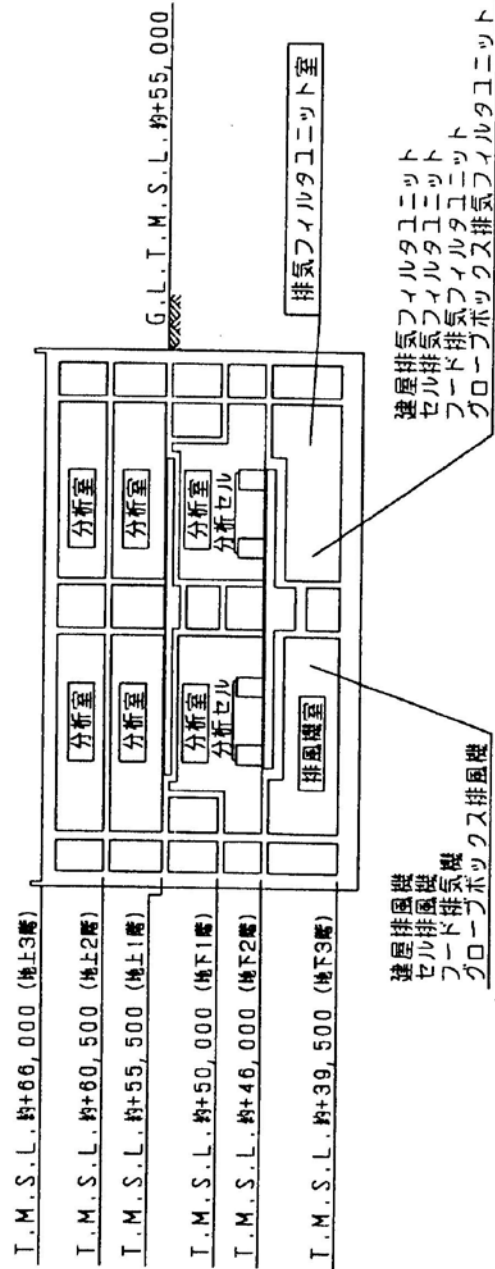 T.M.S.L.約+66,000 (地上3階)
T.M.S.L.約+60,500 (地上2階)
T.M.S.L.約+55,500 (地上1階)
T.M.S.L.約+50,000 (地下1階)
T.M.S.L.約+46,000 (地下2階)
T.M.S.L.約+39,500 (地下3階)
G.L.T.M.S.L.約+55,000
分析室
分析室
分析室
分析室
分析室
分析セル
分析室
分析セル
排風機室
排気フィルタユニット室
建屋排風機
セル排風機
フード排気機
グローブボックス排風機
建屋排気フィルタユニット
セル排気フィルタユニット
フード排気フィルタユニット
グローブボックス排気フィルタユニット